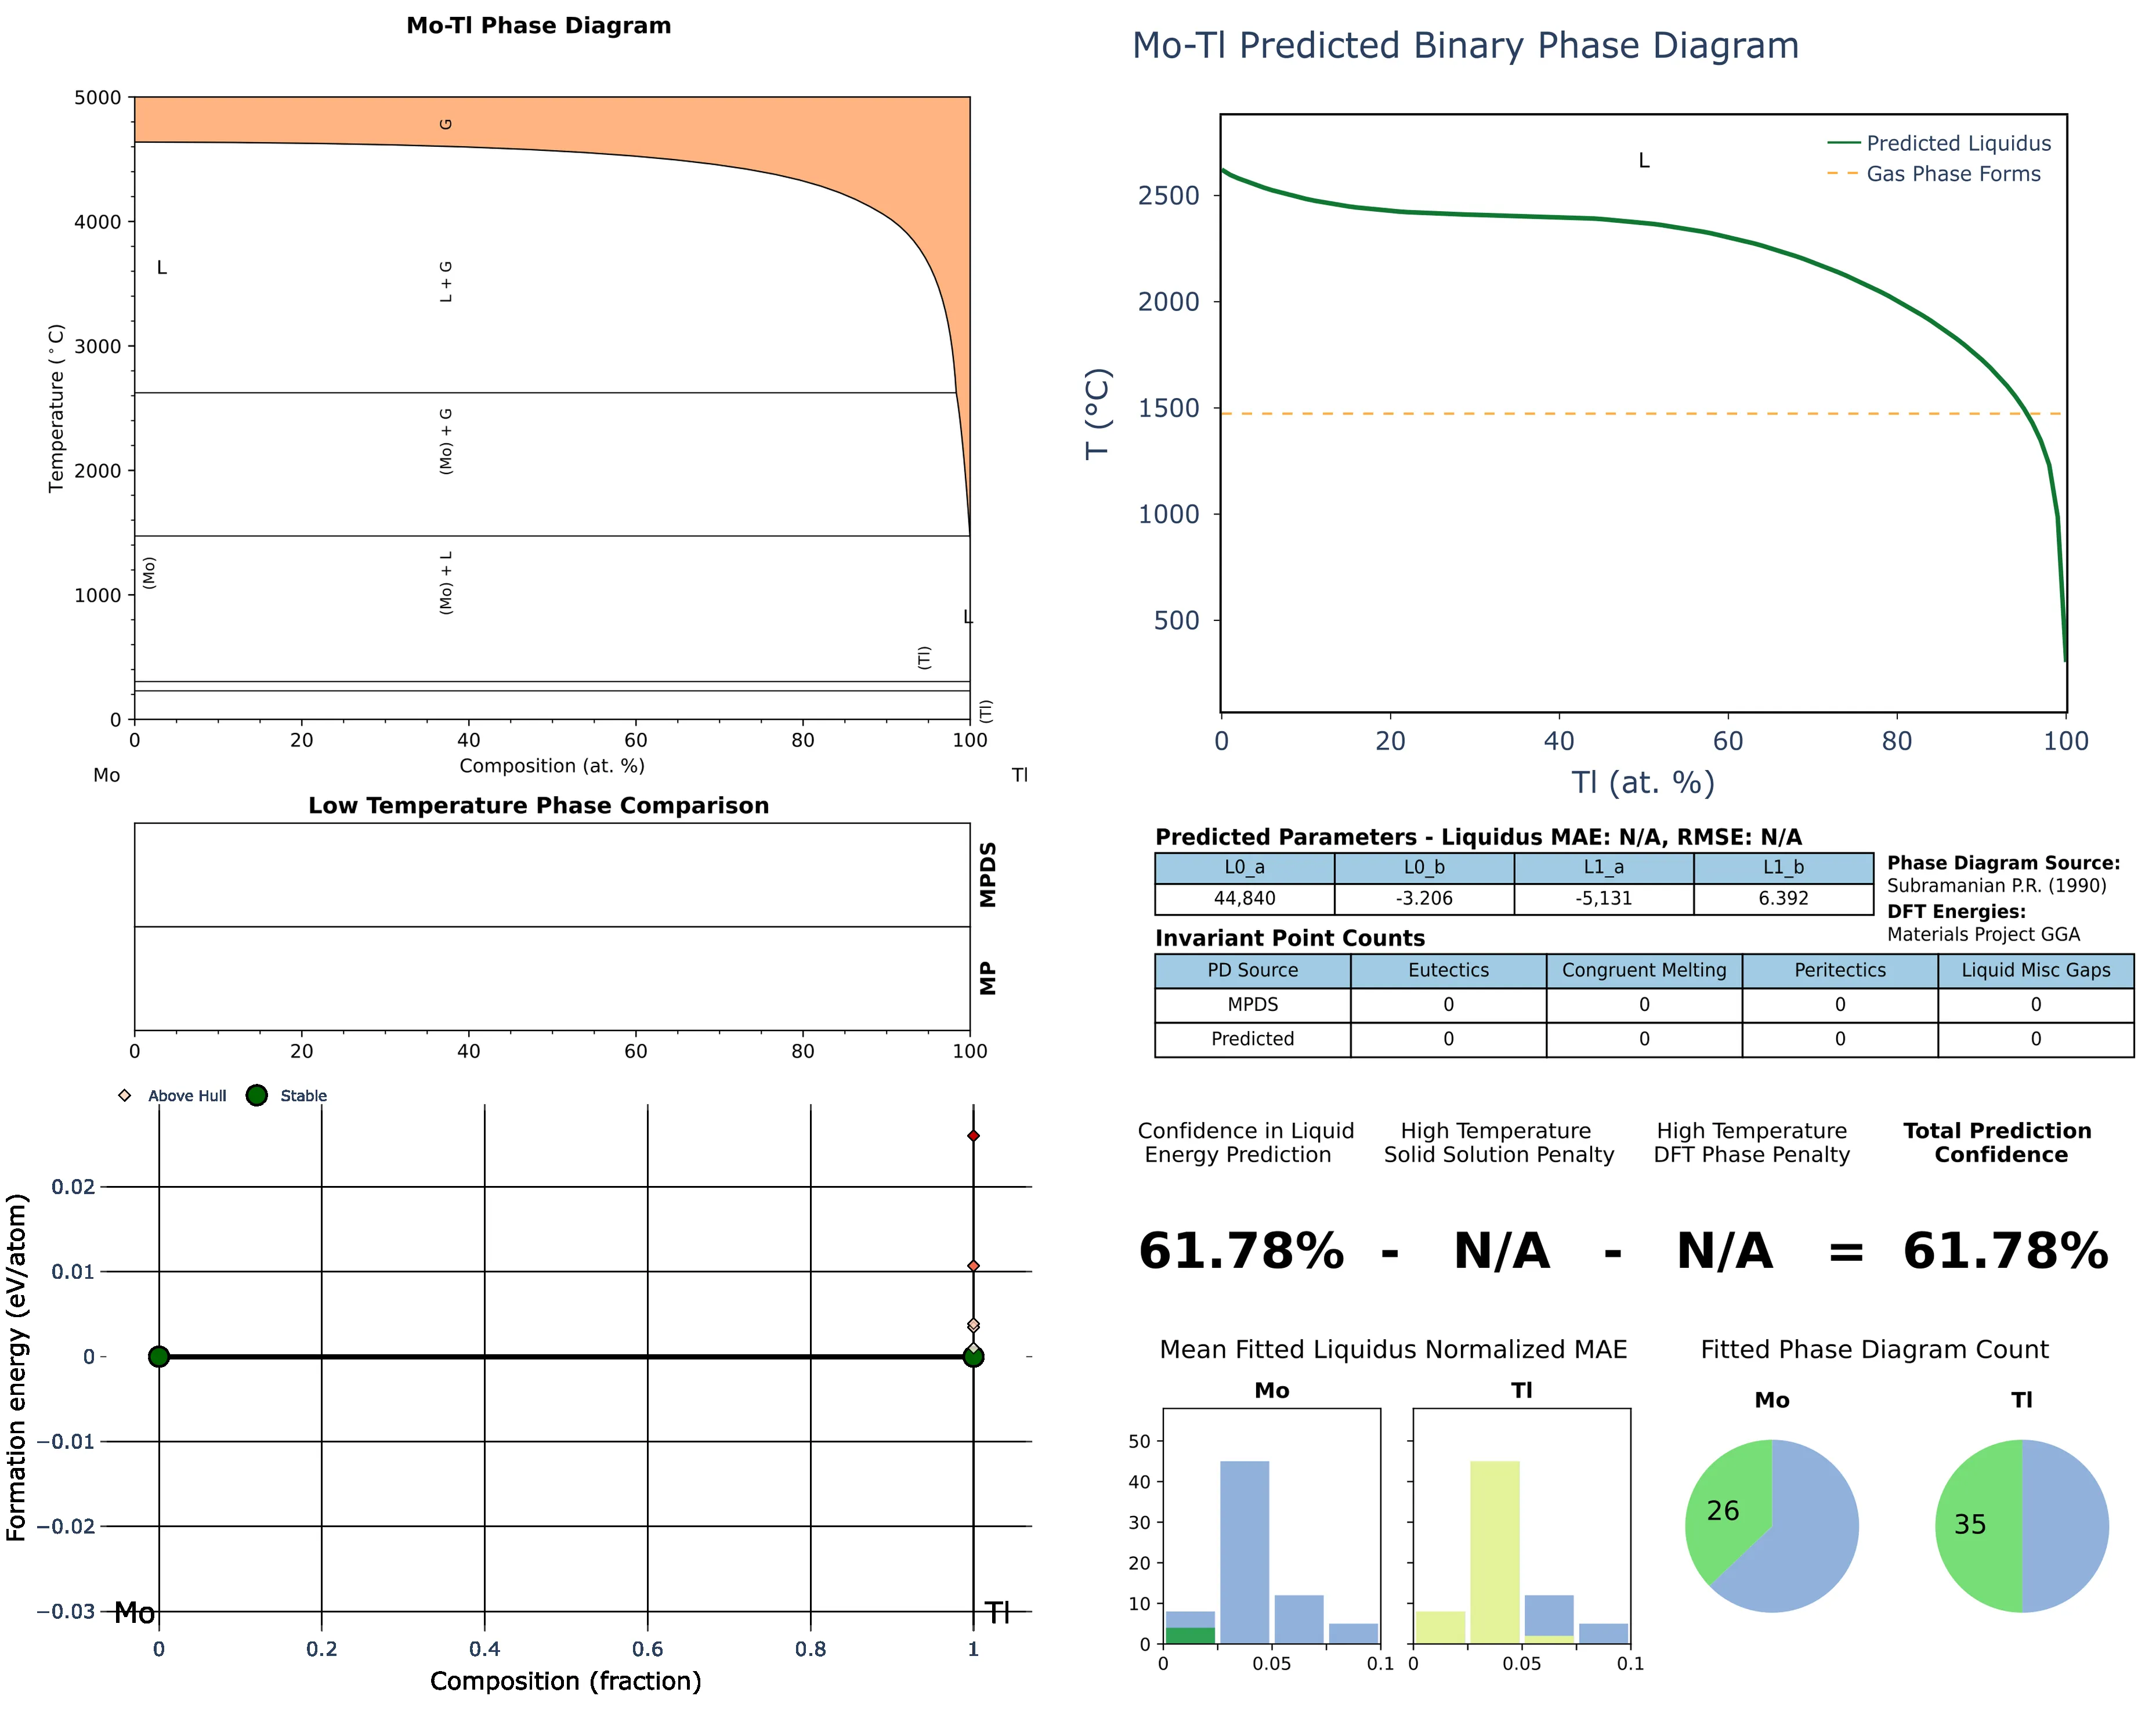 Mo-Tl Phase Diagram
5000
4000
3000
2000
1000
0
Temperature (°C)
G
L
L + G
(Mo) + G
(Mo)
(Mo) + L
L
(Tl)
(Tl)
0 20 40 60 80 100
Mo Composition (at. %) Tl
Low Temperature Phase Comparison
MPDS
MP
0 20 40 60 80 100
Above Hull Stable
0.02
0.01
0
−0.01
−0.02
−0.03
Formation energy (eV/atom)
Mo Tl
0 0.2 0.4 0.6 0.8 1
Composition (fraction)
Mo-Tl Predicted Binary Phase Diagram
L
Predicted Liquidus
Gas Phase Forms
2500
2000
1500
1000
500
T (°C)
0 20 40 60 80 100
Tl (at. %)
Predicted Parameters - Liquidus MAE: N/A, RMSE: N/A
L0_a L0_b L1_a L1_b
44,840 -3.206 -5,131 6.392
Phase Diagram Source:
Subramanian P.R. (1990)
DFT Energies:
Materials Project GGA
Invariant Point Counts
PD Source Eutectics Congruent Melting Peritectics Liquid Misc Gaps
MPDS 0 0 0 0
Predicted 0 0 0 0
Confidence in Liquid
Energy Prediction
High Temperature
Solid Solution Penalty
High Temperature
DFT Phase Penalty
Total Prediction
Confidence
61.78% - N/A - N/A = 61.78%
Mean Fitted Liquidus Normalized MAE
Mo Tl
50
40
30
20
10
0
0 0.05 0.1 0 0.05 0.1
Fitted Phase Diagram Count
Mo Tl
26 35